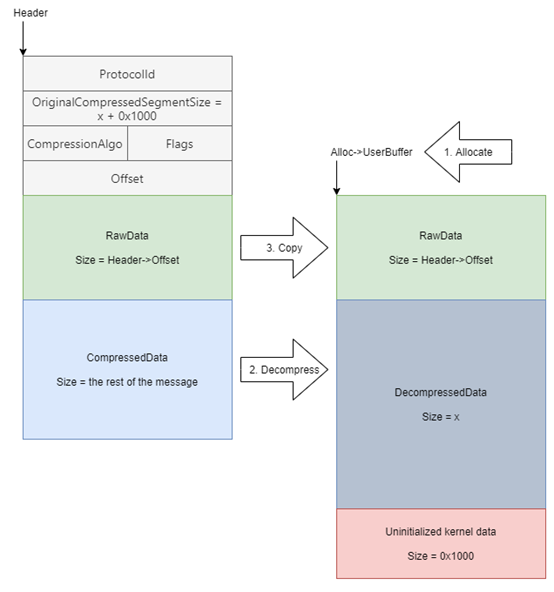 Header
ProtocolId
OriginalCompressedSegmentSize =
x + 0x1000
CompressionAlgo
Flags
Offset
Alloc->UserBuffer
1. Allocate
RawData
Size = Header->Offset
3. Copy
RawData
Size = Header->Offset
CompressedData
Size = the rest of the message
2. Decompress
DecompressedData
Size = x
Uninitialized kernel data
Size = 0x1000